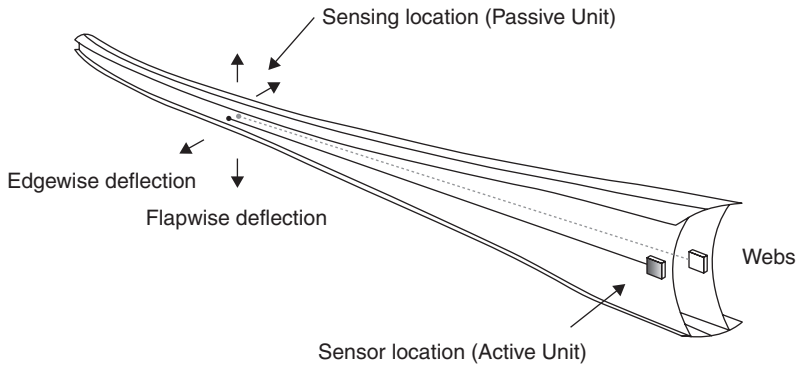 Sensing location (Passive Unit)
Edgewise deflection
Flapwise deflection
Webs
Sensor location (Active Unit)